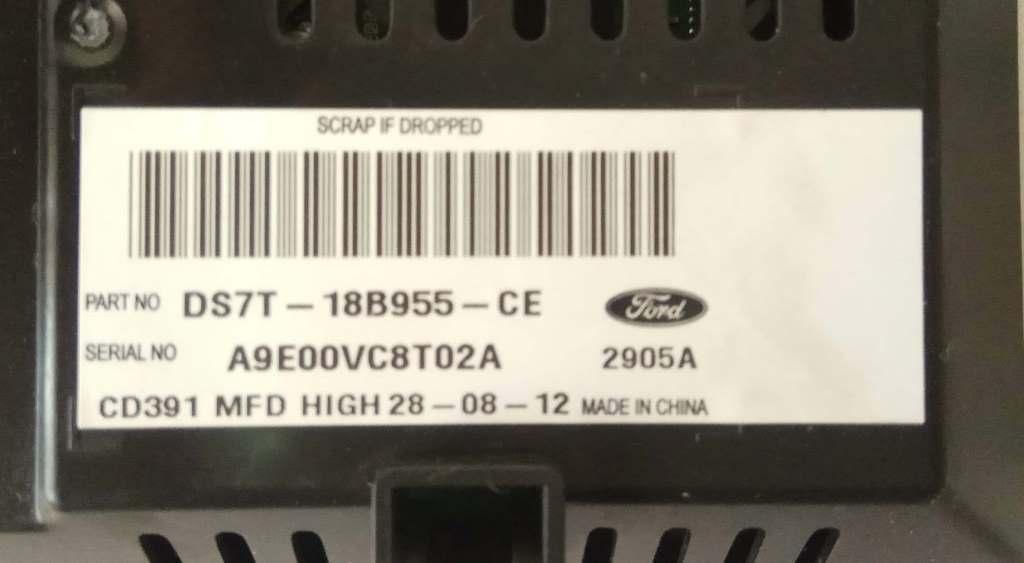 SCRAP IF DROPPED
PART NO DS7T - 18B955 - CE Ford
SERIAL NO A9E00VC8T02A 2905A
CD391 MFD HIGH 28 - 08 - 12 MADE IN CHINA